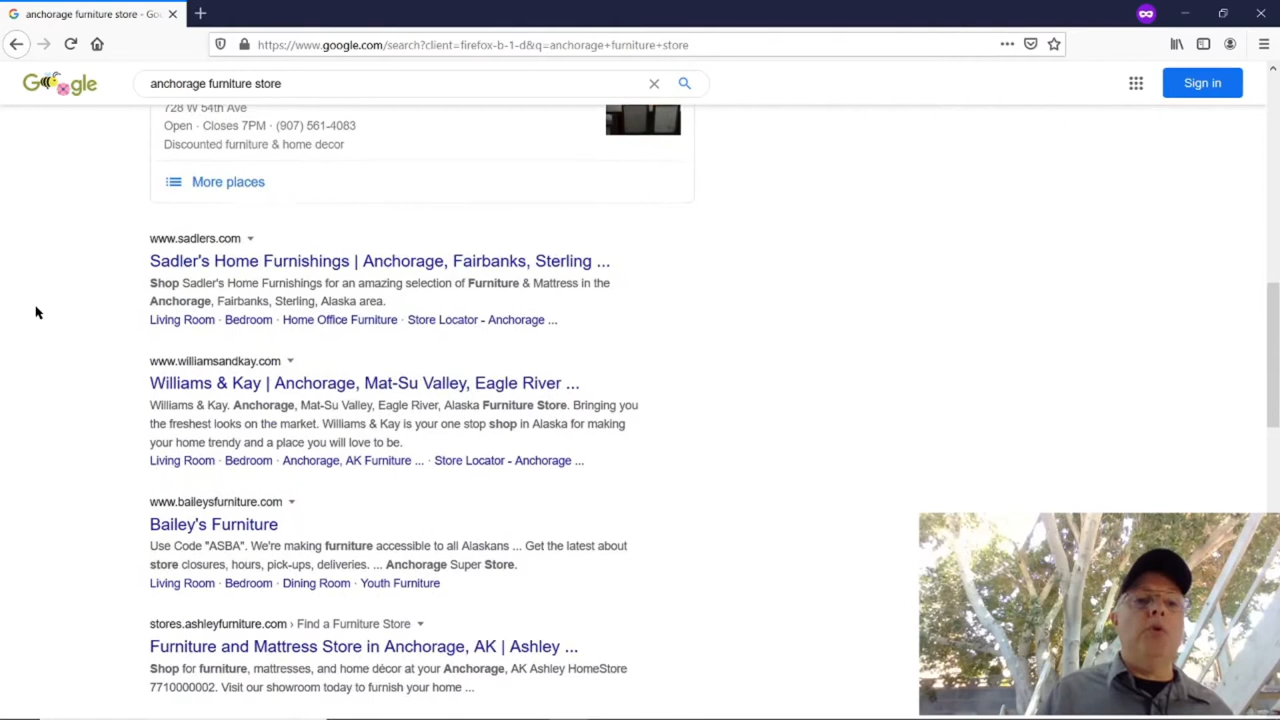 anchorage furniture store - Goo
https://www.google.com/search?client=firefox-b-1-d&q=anchorage+furniture+store
Google
anchorage furniture store
Sign in
728 W 54th Ave
Open · Closes 7PM · (907) 561-4083
Discounted furniture & home decor
More places
www.sadlers.com
Sadler's Home Furnishings | Anchorage, Fairbanks, Sterling ...
Shop Sadler's Home Furnishings for an amazing selection of Furniture & Mattress in the
Anchorage, Fairbanks, Sterling, Alaska area.
Living Room · Bedroom · Home Office Furniture · Store Locator - Anchorage ...
www.williamsandkay.com
Williams & Kay | Anchorage, Mat-Su Valley, Eagle River ...
Williams & Kay. Anchorage, Mat-Su Valley, Eagle River, Alaska Furniture Store. Bringing you
the freshest looks on the market. Williams & Kay is your one stop shop in Alaska for making
your home trendy and a place you will love to be.
Living Room · Bedroom · Anchorage, AK Furniture ... · Store Locator - Anchorage ...
www.baileysfurniture.com
Bailey's Furniture
Use Code "ASBA". We're making furniture accessible to all Alaskans ... Get the latest about
store closures, hours, pick-ups, deliveries. ... Anchorage Super Store.
Living Room · Bedroom · Dining Room · Youth Furniture
stores.ashleyfurniture.com › Find a Furniture Store
Furniture and Mattress Store in Anchorage, AK | Ashley ...
Shop for furniture, mattresses, and home décor at your Anchorage, AK Ashley HomeStore
7710000002. Visit our showroom today to furnish your home ...